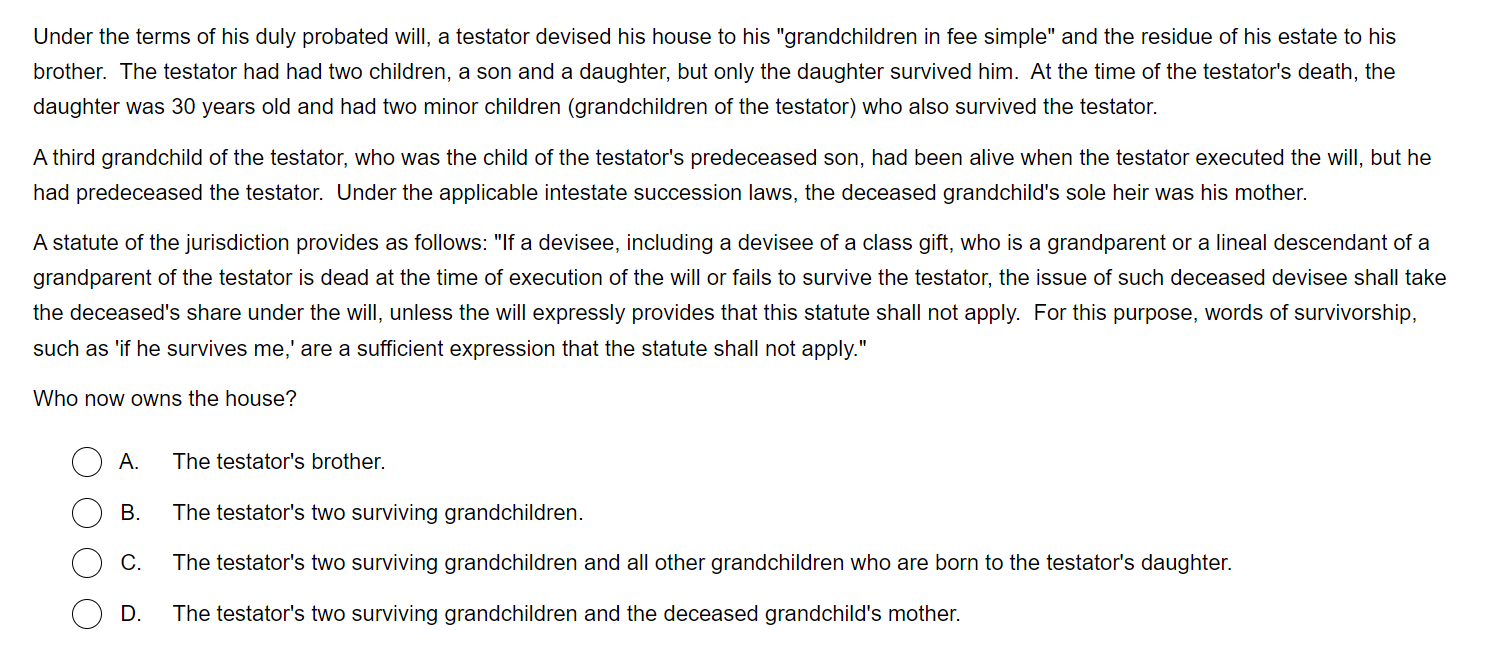 Under the terms of his duly probated will, a testator devised his house to his "grandchildren in fee simple" and the residue of his estate to his
brother.  The testator had had two children, a son and a daughter, but only the daughter survived him.  At the time of the testator's death, the
daughter was 30 years old and had two minor children (grandchildren of the testator) who also survived the testator.
A third grandchild of the testator, who was the child of the testator's predeceased son, had been alive when the testator executed the will, but he
had predeceased the testator.  Under the applicable intestate succession laws, the deceased grandchild's sole heir was his mother.
A statute of the jurisdiction provides as follows: "If a devisee, including a devisee of a class gift, who is a grandparent or a lineal descendant of a
grandparent of the testator is dead at the time of execution of the will or fails to survive the testator, the issue of such deceased devisee shall take
the deceased's share under the will, unless the will expressly provides that this statute shall not apply.  For this purpose, words of survivorship,
such as 'if he survives me,' are a sufficient expression that the statute shall not apply."
Who now owns the house?
A. The testator's brother.
B. The testator's two surviving grandchildren.
C. The testator's two surviving grandchildren and all other grandchildren who are born to the testator's daughter.
D. The testator's two surviving grandchildren and the deceased grandchild's mother.